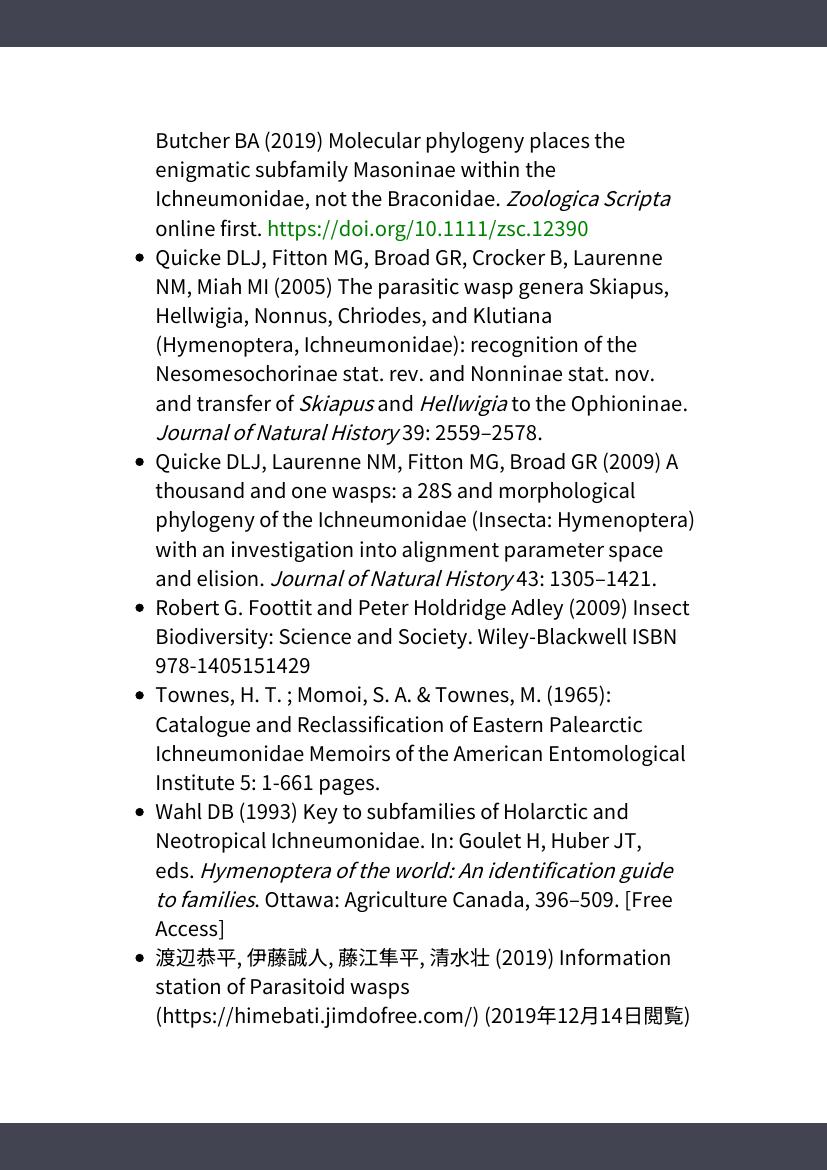 Butcher BA (2019) Molecular phylogeny places the
enigmatic subfamily Masoninae within the
Ichneumonidae, not the Braconidae. Zoologica Scripta
online first. https://doi.org/10.1111/zsc.12390
• Quicke DLJ, Fitton MG, Broad GR, Crocker B, Laurenne
NM, Miah MI (2005) The parasitic wasp genera Skiapus,
Hellwigia, Nonnus, Chriodes, and Klutiana
(Hymenoptera, Ichneumonidae): recognition of the
Nesomesochorinae stat. rev. and Nonninae stat. nov.
and transfer of Skiapus and Hellwigia to the Ophioninae.
Journal of Natural History 39: 2559–2578.
• Quicke DLJ, Laurenne NM, Fitton MG, Broad GR (2009) A
thousand and one wasps: a 28S and morphological
phylogeny of the Ichneumonidae (Insecta: Hymenoptera)
with an investigation into alignment parameter space
and elision. Journal of Natural History 43: 1305–1421.
• Robert G. Foottit and Peter Holdridge Adley (2009) Insect
Biodiversity: Science and Society. Wiley-Blackwell ISBN
978-1405151429
• Townes, H. T. ; Momoi, S. A. & Townes, M. (1965):
Catalogue and Reclassification of Eastern Palearctic
Ichneumonidae Memoirs of the American Entomological
Institute 5: 1-661 pages.
• Wahl DB (1993) Key to subfamilies of Holarctic and
Neotropical Ichneumonidae. In: Goulet H, Huber JT,
eds. Hymenoptera of the world: An identification guide
to families. Ottawa: Agriculture Canada, 396–509. [Free
Access]
• 渡辺恭平, 伊藤誠人, 藤江隼平, 清水壮 (2019) Information
station of Parasitoid wasps
(https://himebati.jimdofree.com/) (2019年12月14日閲覧)